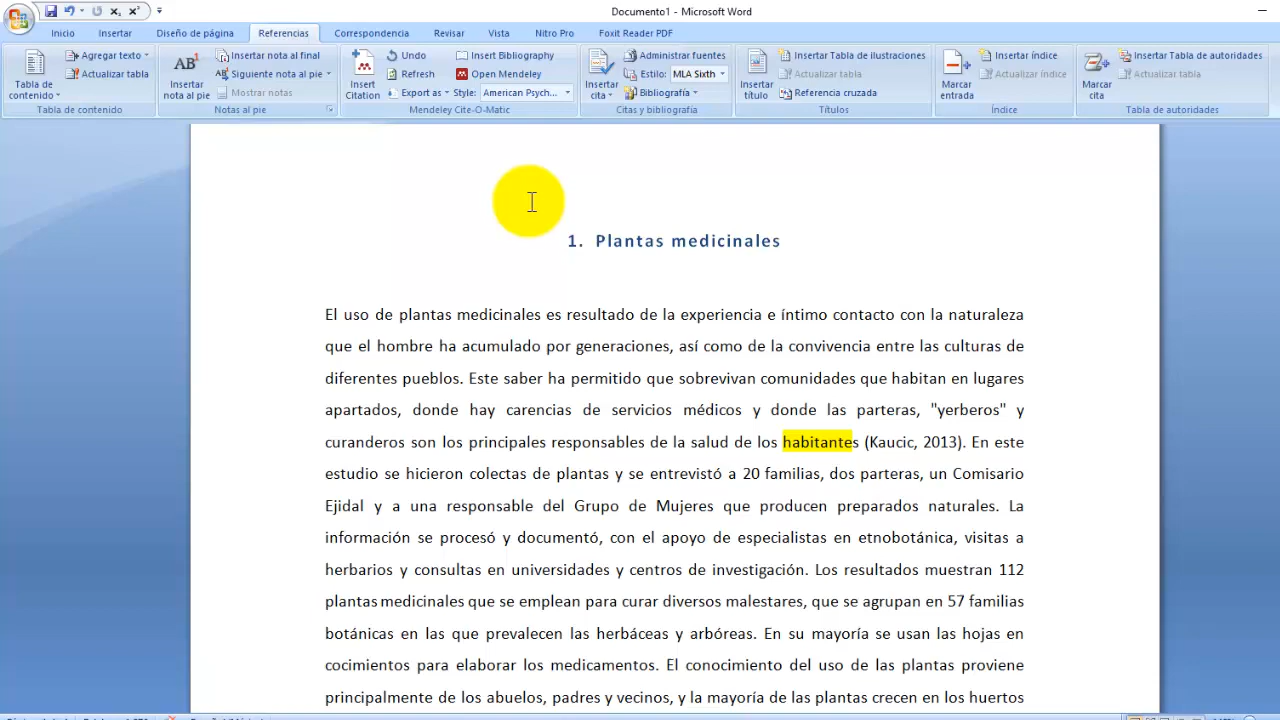 Documento1 - Microsoft Word
Inicio Insertar Diseño de página Referencias Correspondencia Revisar Vista Nitro Pro Foxit Reader PDF
Tabla de contenido
Agregar texto
Actualizar tabla
Tabla de contenido
AB¹
Insertar nota al pie
Insertar nota al final
Siguiente nota al pie
Mostrar notas
Notas al pie
Insert Citation
Undo
Refresh
Export as
Insert Bibliography
Open Mendeley
Style: American Psych...
Mendeley Cite-O-Matic
Insertar cita
Administrar fuentes
Estilo: MLA Sixth
Bibliografía
Citas y bibliografía
Insertar título
Insertar Tabla de ilustraciones
Actualizar tabla
Referencia cruzada
Títulos
Marcar entrada
Insertar índice
Actualizar índice
Índice
Marcar cita
Insertar Tabla de autoridades
Actualizar tabla
Tabla de autoridades
1. Plantas medicinales
El uso de plantas medicinales es resultado de la experiencia e íntimo contacto con la naturaleza
que el hombre ha acumulado por generaciones, así como de la convivencia entre las culturas de
diferentes pueblos. Este saber ha permitido que sobrevivan comunidades que habitan en lugares
apartados, donde hay carencias de servicios médicos y donde las parteras, "yerberos" y
curanderos son los principales responsables de la salud de los habitantes (Kaucic, 2013). En este
estudio se hicieron colectas de plantas y se entrevistó a 20 familias, dos parteras, un Comisario
Ejidal y a una responsable del Grupo de Mujeres que producen preparados naturales. La
información se procesó y documentó, con el apoyo de especialistas en etnobotánica, visitas a
herbarios y consultas en universidades y centros de investigación. Los resultados muestran 112
plantas medicinales que se emplean para curar diversos malestares, que se agrupan en 57 familias
botánicas en las que prevalecen las herbáceas y arbóreas. En su mayoría se usan las hojas en
cocimientos para elaborar los medicamentos. El conocimiento del uso de las plantas proviene
principalmente de los abuelos, padres y vecinos, y la mayoría de las plantas crecen en los huertos